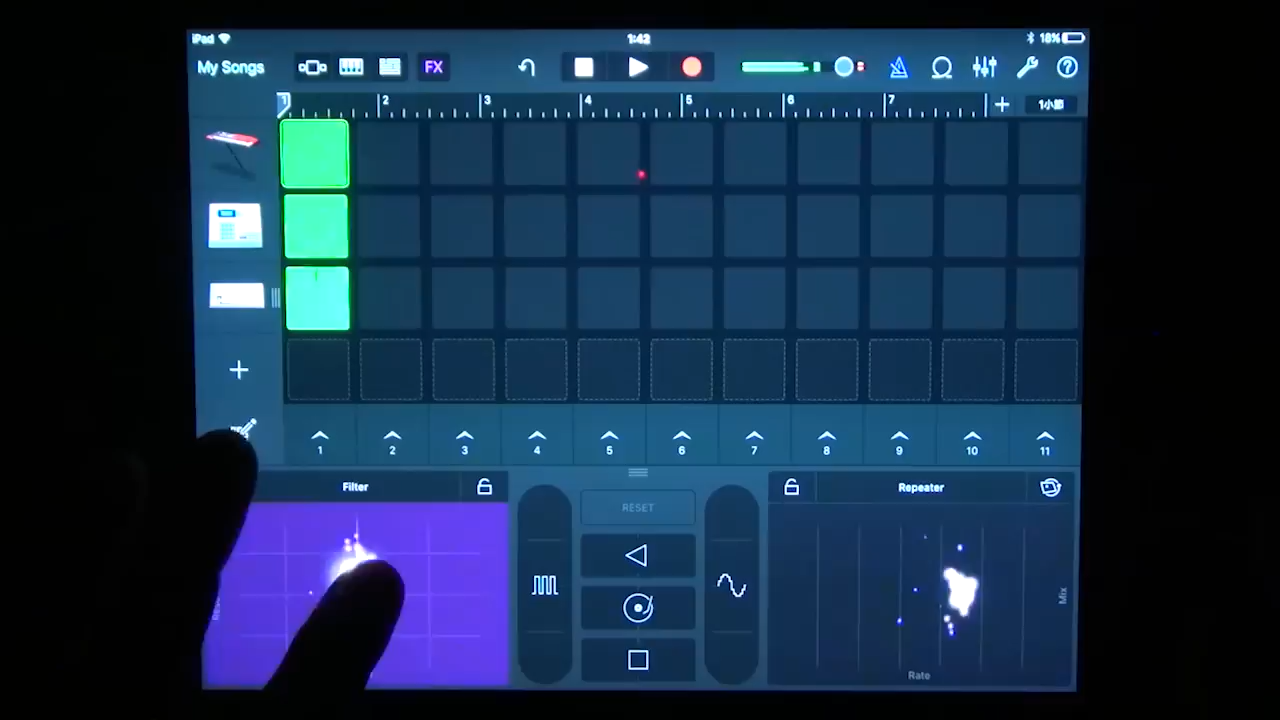 iPad
1:42
18%
My Songs
FX
1 2 3 4 5 6 7
1小節
1 2 3 4 5 6 7 8 9 10 11
Filter
RESET
Repeater
Mix
Rate